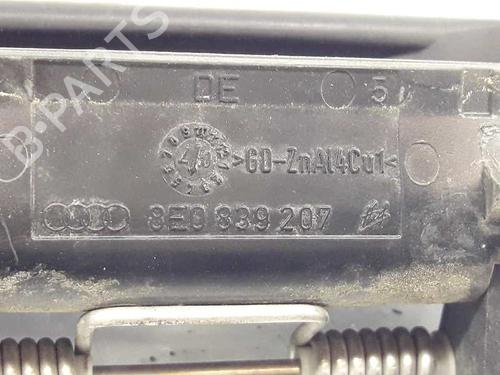 DE 5
>GD-ZnAl4Cu1<
8E0 839 207
B-PARTS